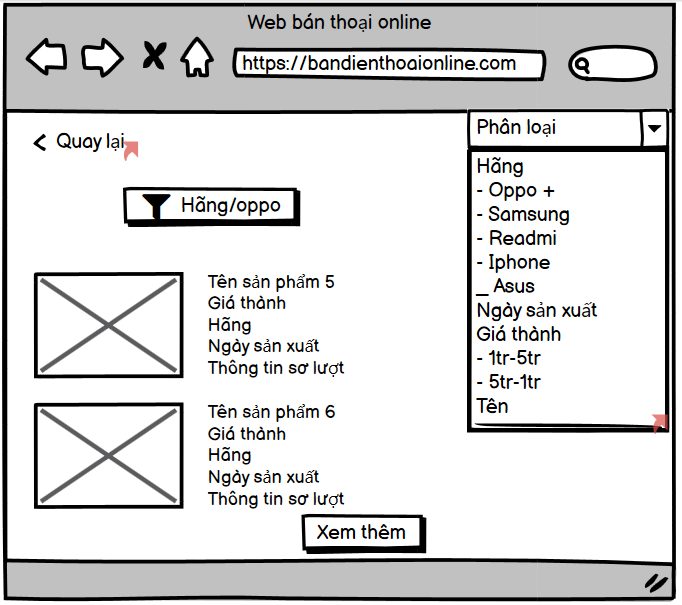 Web bán thoại online
https://bandienthoaionline.com
Quay lại
Phân loại
Hãng/oppo
Hãng
- Oppo +
- Samsung
- Readmi
- Iphone
_ Asus
Ngày sản xuất
Giá thành
- 1tr-5tr
- 5tr-1tr
Tên
Tên sản phẩm 5
Giá thành
Hãng
Ngày sản xuất
Thông tin sơ lượt
Tên sản phẩm 6
Giá thành
Hãng
Ngày sản xuất
Thông tin sơ lượt
Xem thêm